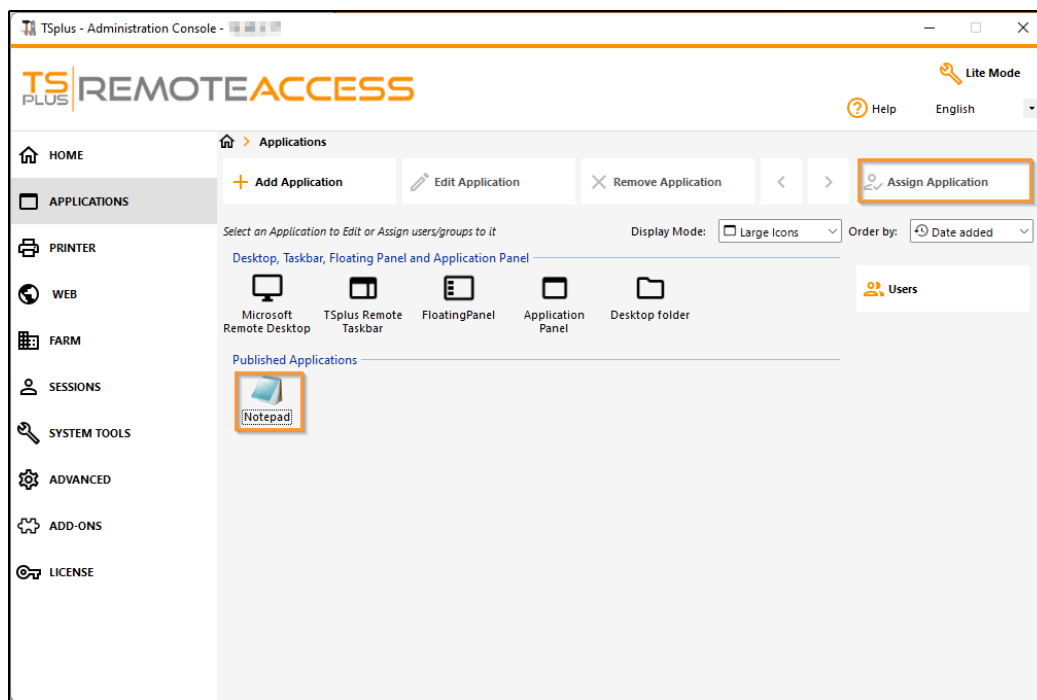 TSplus - Administration Console -
TS PLUS REMOTEACCESS
Lite Mode
Help English
HOME
APPLICATIONS
PRINTER
WEB
FARM
SESSIONS
SYSTEM TOOLS
ADVANCED
ADD-ONS
LICENSE
Applications
Add Application Edit Application Remove Application < > Assign Application
Select an Application to Edit or Assign users/groups to it Display Mode: Large Icons Order by: Date added
Desktop, Taskbar, Floating Panel and Application Panel
Microsoft Remote Desktop
TSplus Remote Taskbar
FloatingPanel
Application Panel
Desktop folder
Users
Published Applications
Notepad